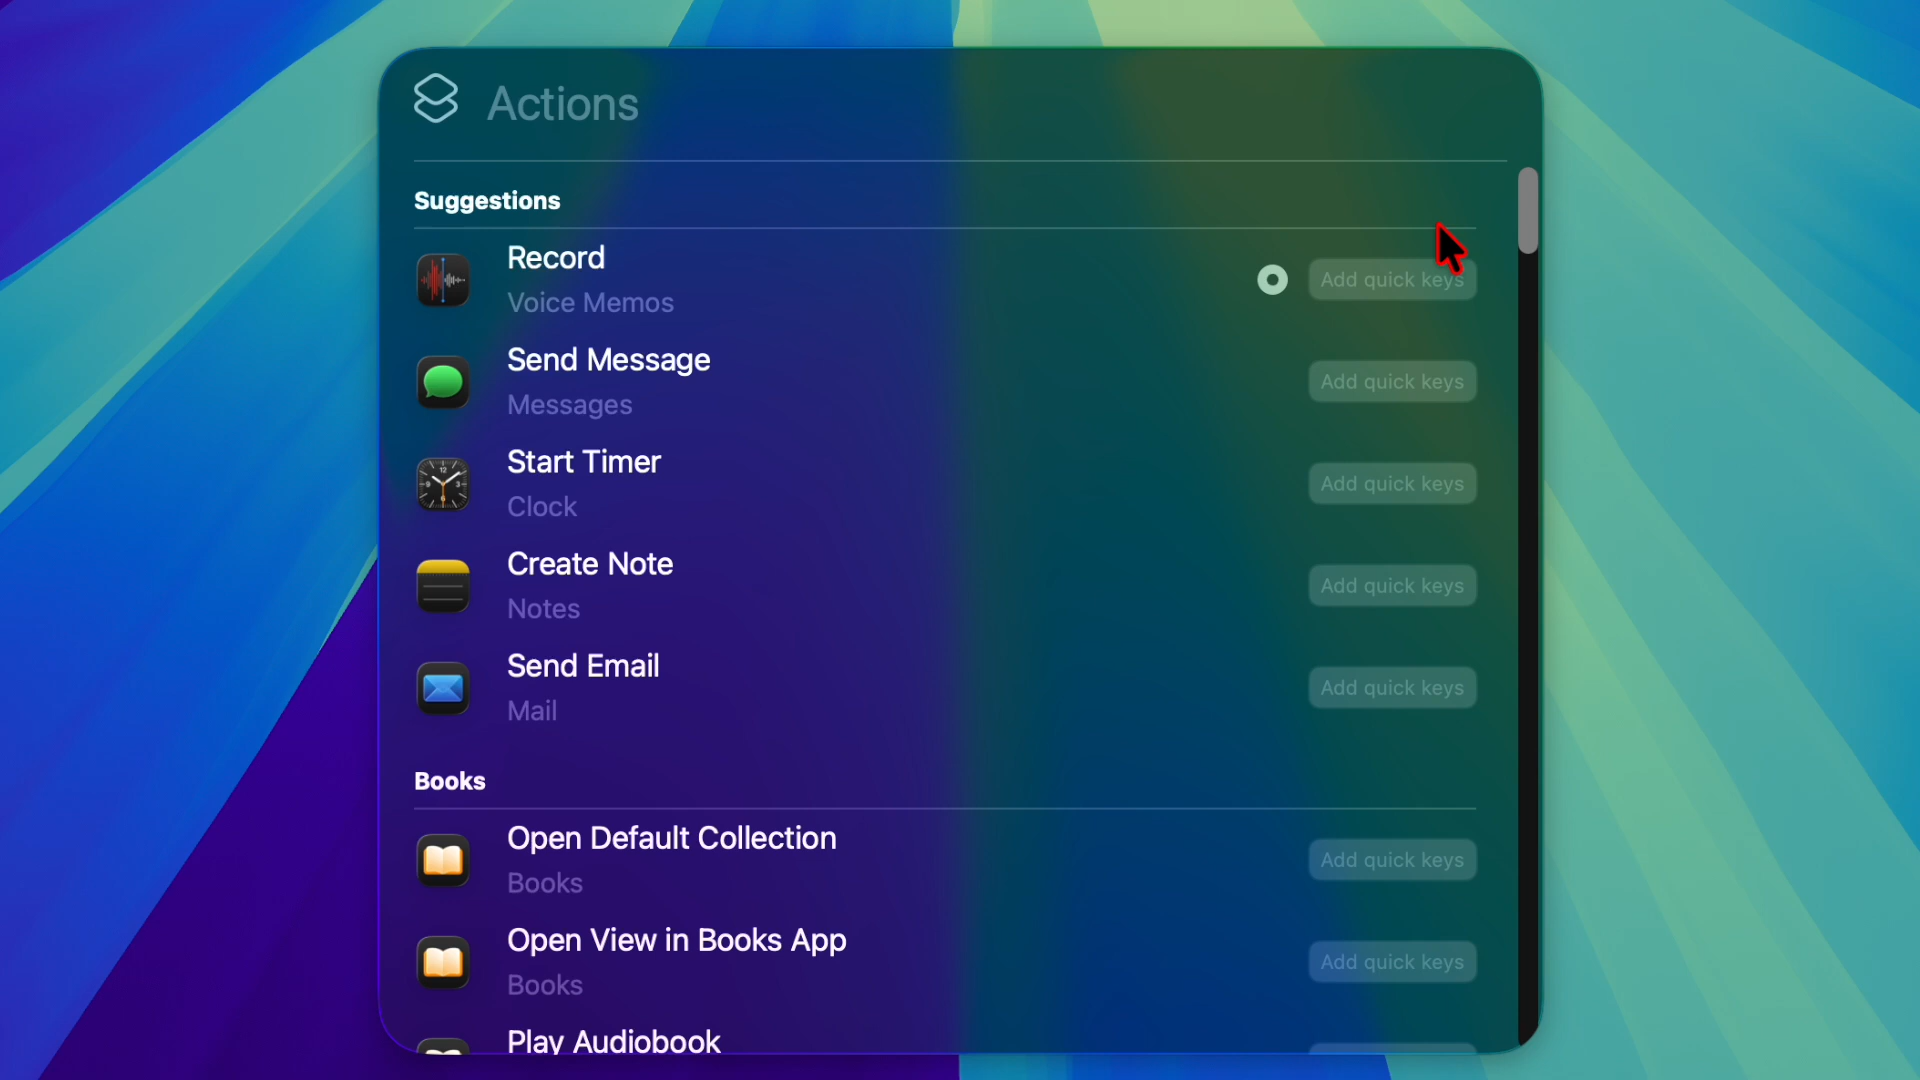 Actions
Suggestions
Record
Voice Memos
Add quick keys
Send Message
Messages
Add quick keys
Start Timer
Clock
Add quick keys
Create Note
Notes
Add quick keys
Send Email
Mail
Add quick keys
Books
Open Default Collection
Books
Add quick keys
Open View in Books App
Books
Add quick keys
Play Audiobook